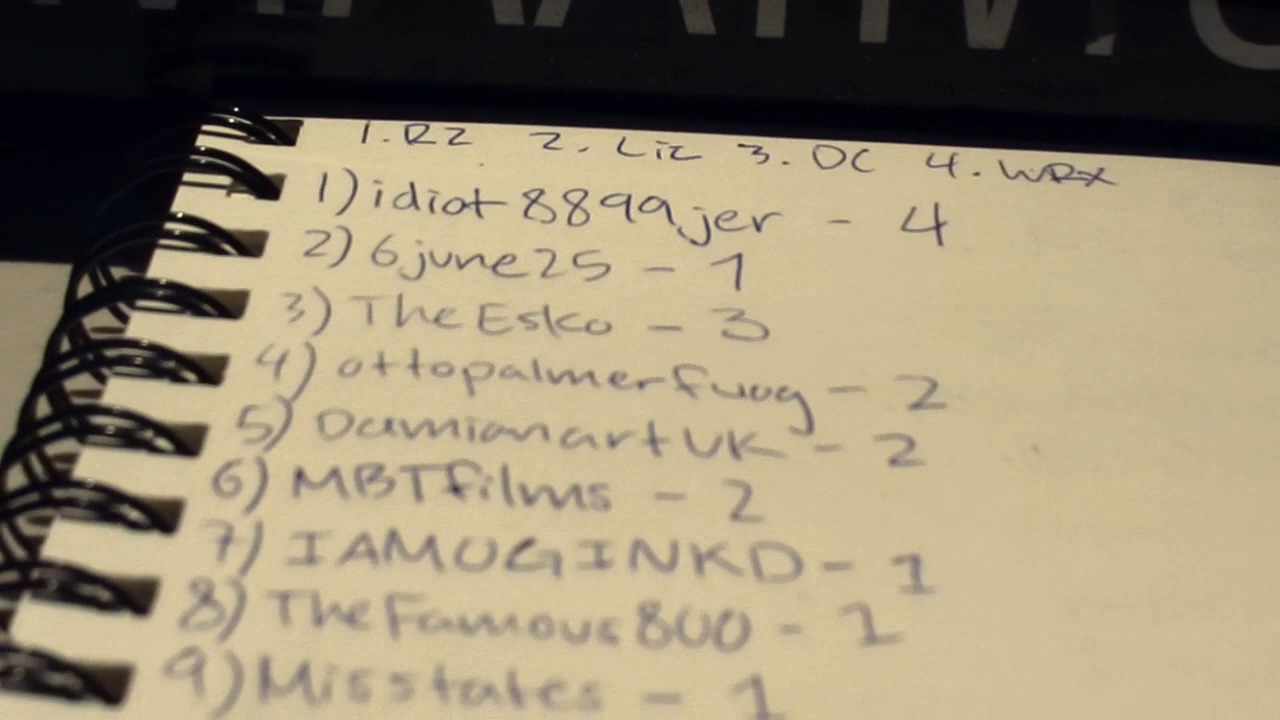 1. RZ 2. Liz 3. OC 4. WRX
1) idiot8899jer - 4
2) 6june25 - 1
3) TheEsko - 3
4) ottopalmerfwog - 2
5) DamianartUK - 2
6) MBTfilms - 2
7) IAMUGINKD - 1
8) TheFamous800 - 1
9) Misstates - 1